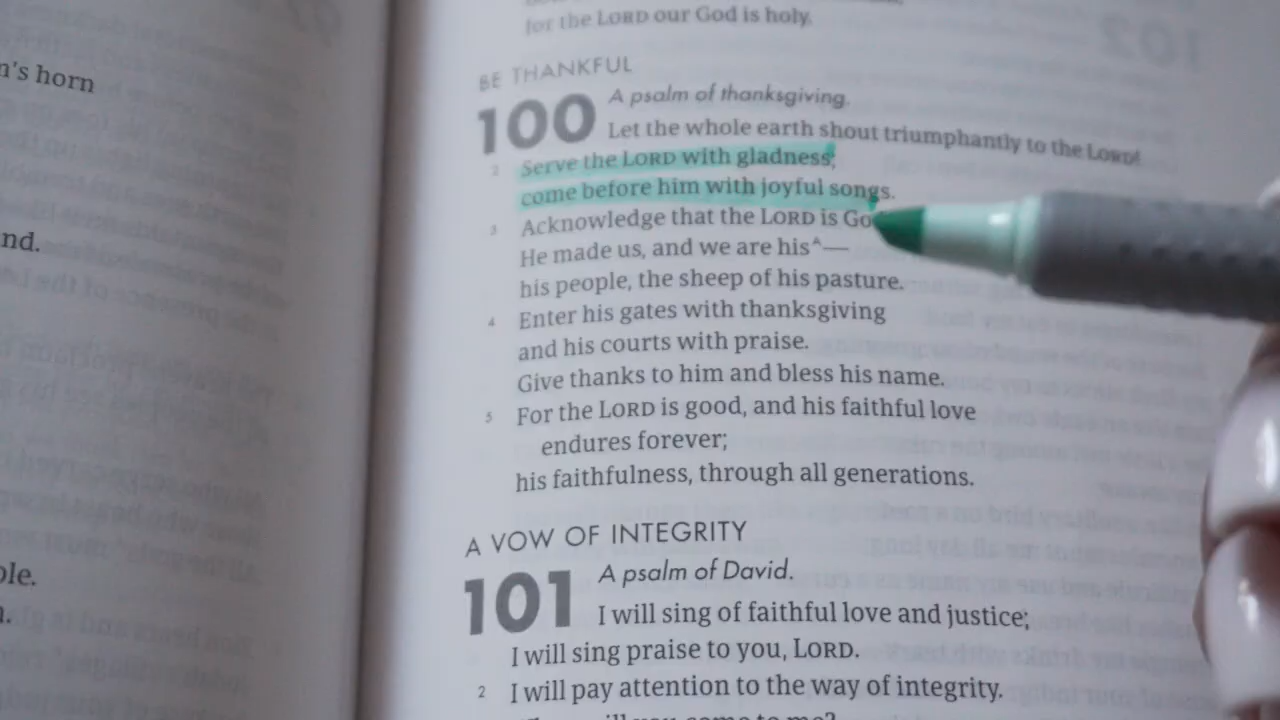 n's horn
nd.
ple.
n.
for the LORD our God is holy.
BE THANKFUL
100 A psalm of thanksgiving.
Let the whole earth shout triumphantly to the LORD!
2 Serve the LORD with gladness;
come before him with joyful songs.
3 Acknowledge that the LORD is Go
He made us, and we are his^—
his people, the sheep of his pasture.
4 Enter his gates with thanksgiving
and his courts with praise.
Give thanks to him and bless his name.
5 For the LORD is good, and his faithful love
endures forever;
his faithfulness, through all generations.
A VOW OF INTEGRITY
101 A psalm of David.
I will sing of faithful love and justice;
I will sing praise to you, LORD.
2 I will pay attention to the way of integrity.